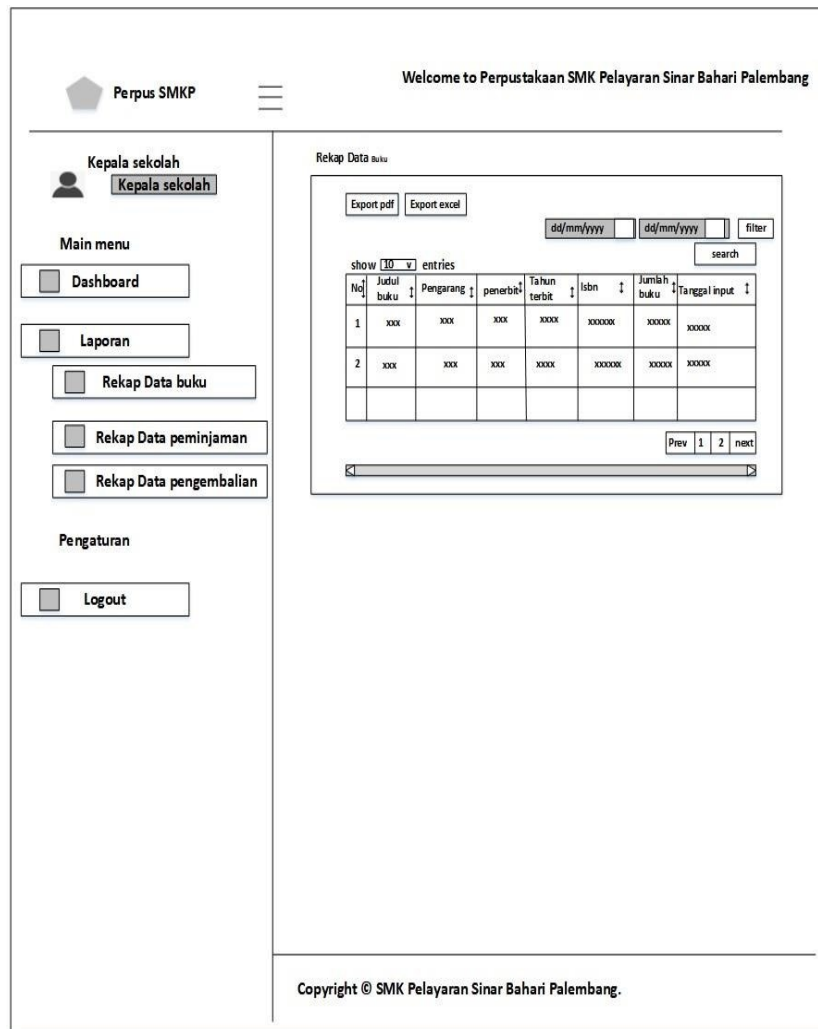 Perpus SMKP
Welcome to Perpustakaan SMK Pelayaran Sinar Bahari Palembang
Kepala sekolah
Kepala sekolah
Main menu
Dashboard
Laporan
Rekap Data buku
Rekap Data peminjaman
Rekap Data pengembalian
Pengaturan
Logout
Rekap Data Buku
Export pdf Export excel
dd/mm/yyyy dd/mm/yyyy filter
search
show 10 v entries
No Judul buku Pengarang penerbit Tahun terbit Isbn Jumlah buku Tanggal input
1 xxx xxx xxx xxxx xxxxxx xxxxx xxxxx
2 xxx xxx xxx xxxx xxxxxx xxxxx xxxxx
Prev 1 2 next
Copyright © SMK Pelayaran Sinar Bahari Palembang.